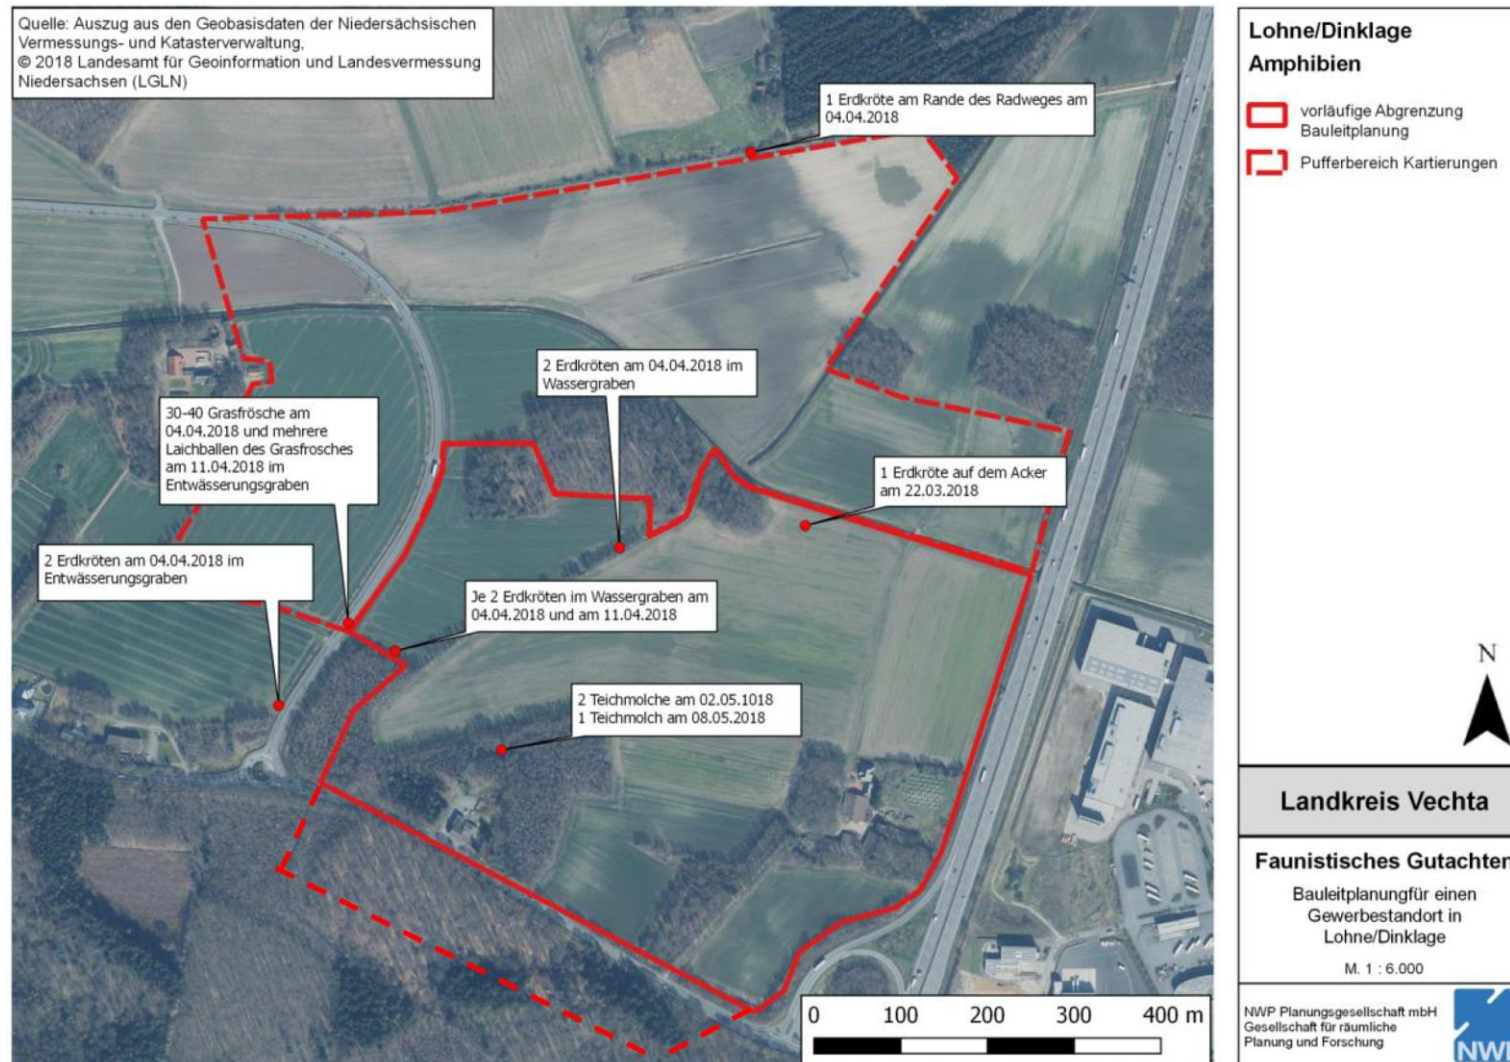 Quelle: Auszug aus den Geobasisdaten der Niedersächsischen
Vermessungs- und Katasterverwaltung,
© 2018 Landesamt für Geoinformation und Landesvermessung
Niedersachsen (LGLN)
1 Erdkröte am Rande des Radweges am
04.04.2018
2 Erdkröten am 04.04.2018 im
Wassergraben
30-40 Grasfrösche am
04.04.2018 und mehrere
Laichballen des Grasfrosches
am 11.04.2018 im
Entwässerungsgraben
1 Erdkröte auf dem Acker
am 22.03.2018
2 Erdkröten am 04.04.2018 im
Entwässerungsgraben
Je 2 Erdkröten im Wassergraben am
04.04.2018 und am 11.04.2018
2 Teichmolche am 02.05.1018
1 Teichmolch am 08.05.2018
0 100 200 300 400 m
Lohne/Dinklage
Amphibien
vorläufige Abgrenzung
Bauleitplanung
Pufferbereich Kartierungen
N
Landkreis Vechta
Faunistisches Gutachten
Bauleitplanungfür einen
Gewerbestandort in
Lohne/Dinklage
M. 1 : 6.000
NWP Planungsgesellschaft mbH
Gesellschaft für räumliche
Planung und Forschung
NWP